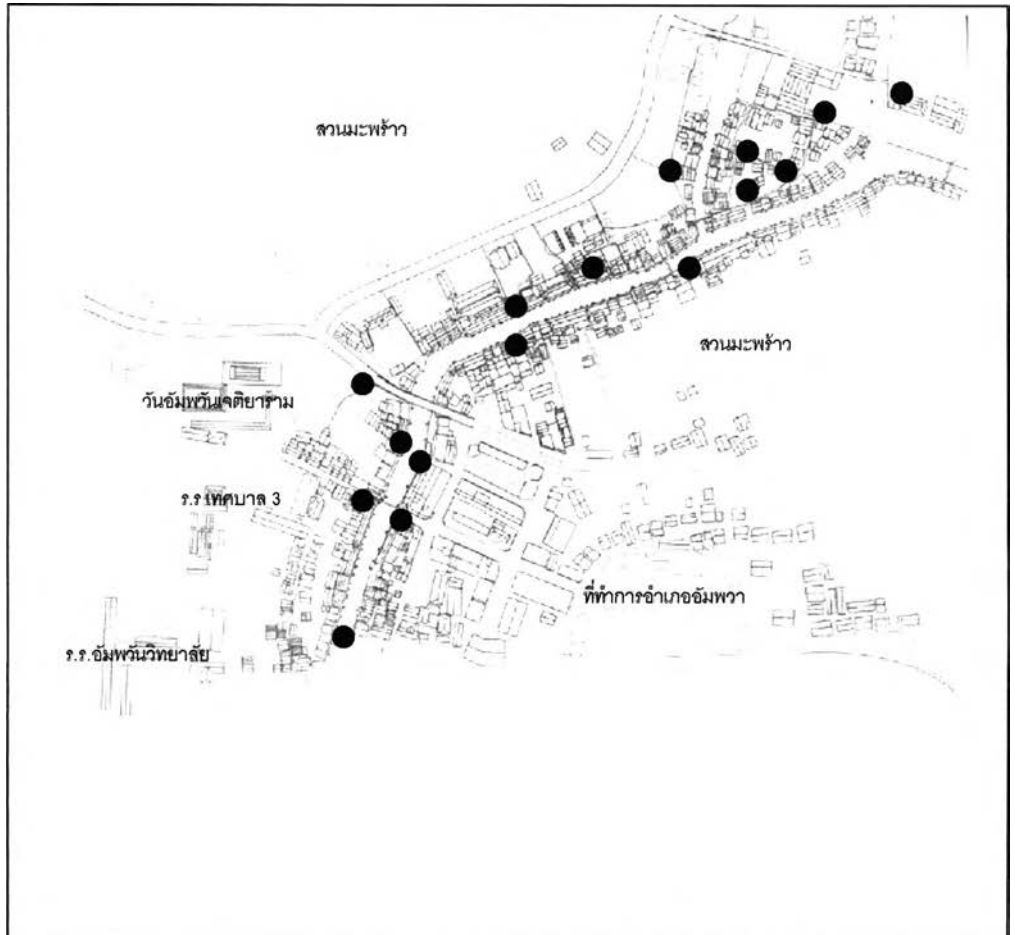 สวนมะพร้าว
สวนมะพร้าว
วันอัมพวันเจติยาราม
ร.ร เทศบาล 3
ที่ทำการอำเภออัมพวา
ร.ร.อัมพวันวิทยาลัย